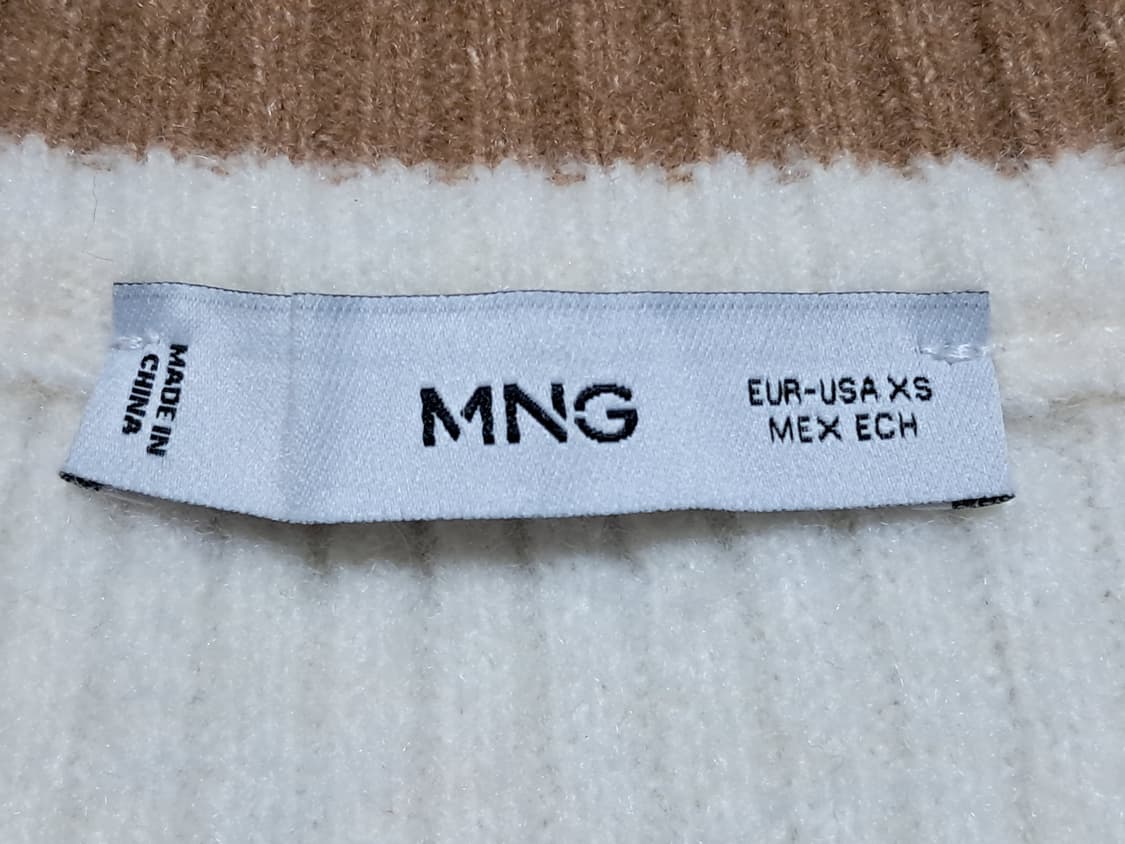 MADE IN
CHINA
MNG
EUR-USA XS
MEX ECH